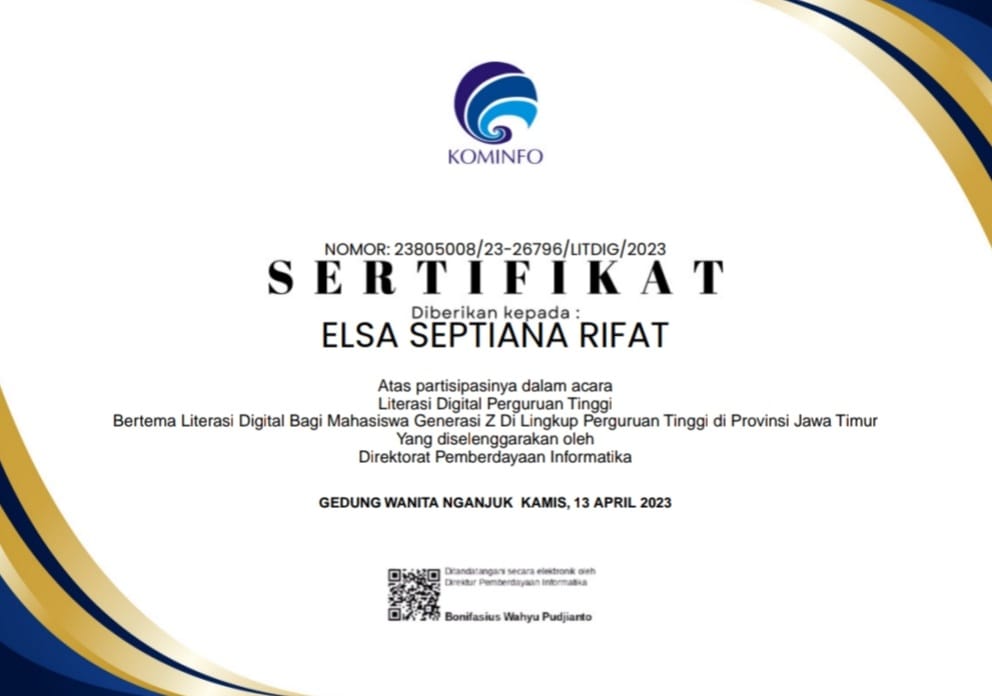 KOMINFO
NOMOR: 23805008/23-26796/LITDIG/2023
SERTIFIKAT
Diberikan kepada :
ELSA SEPTIANA RIFAT
Atas partisipasinya dalam acara
Literasi Digital Perguruan Tinggi
Bertema Literasi Digital Bagi Mahasiswa Generasi Z Di Lingkup Perguruan Tinggi di Provinsi Jawa Timur
Yang diselenggarakan oleh
Direktorat Pemberdayaan Informatika
GEDUNG WANITA NGANJUK KAMIS, 13 APRIL 2023
Ditandatangani secara elektronik oleh
Direktur Pemberdayaan Informatika
Bonifasius Wahyu Pudjianto